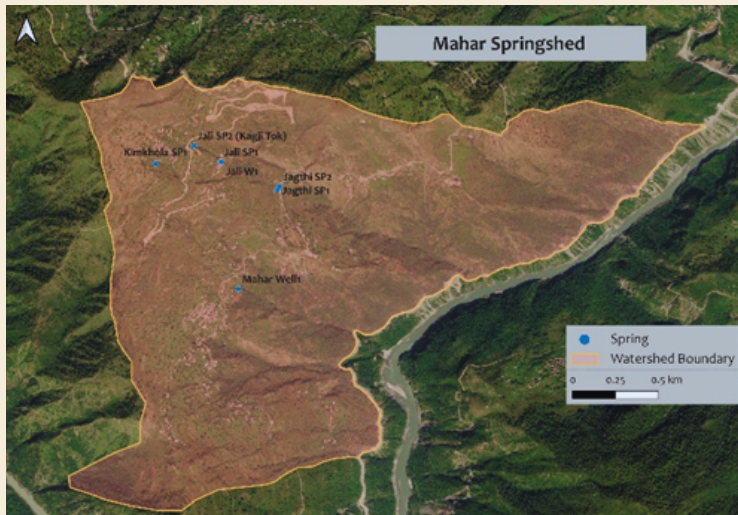 Mahar Springshed
Jali SP2 (Kajji Tok)
Kimkhola SP1
Jali SP1
Jali W1
Jagthi SP2
Jagthi SP1
Mahar Well1
Spring
Watershed Boundary
0 0.25 0.5 km